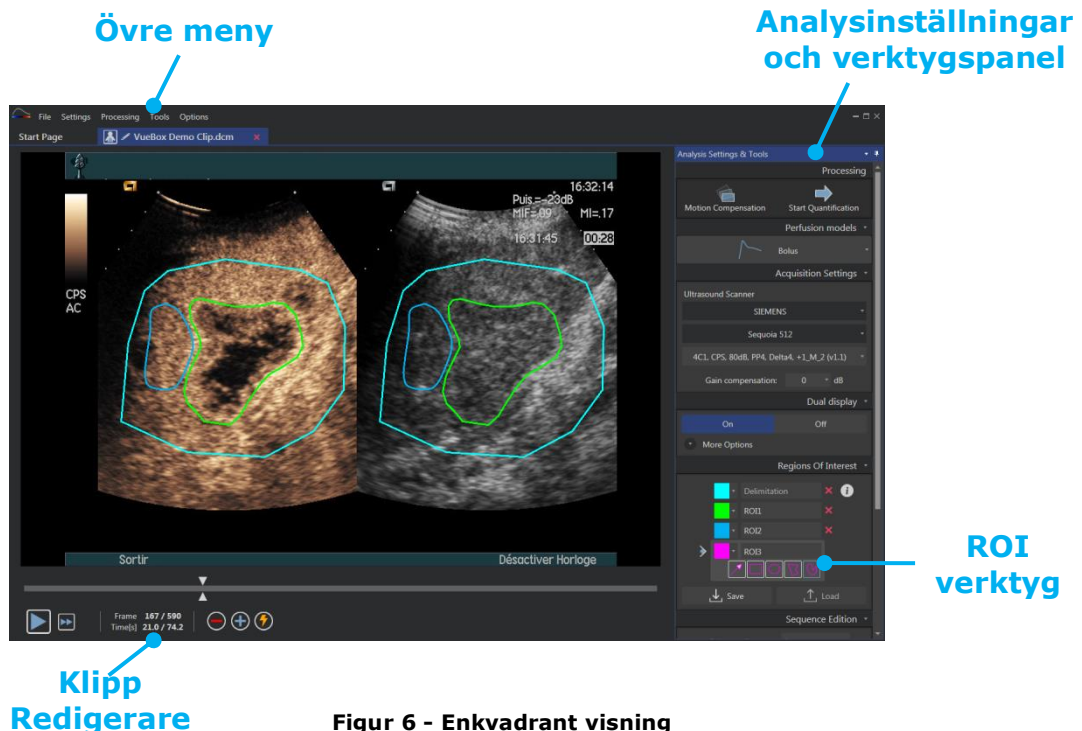 Övre meny
Analysinställningar
och verktygspanel
File Settings Processing Tools Options
Start Page
VueBox Demo Clip.dcm
Analysis Settings & Tools
Processing
Motion Compensation
Start Quantification
Perfusion models
Bolus
Acquisition Settings
Ultrasound Scanner
SIEMENS
Sequoia 512
4C1, CPS, 80dB, PP4, Delta4, +1_M_2 (v1.1)
Gain compensation: 0 dB
Dual display
On Off
More Options
Regions Of Interest
Delimitation
ROI1
ROI2
ROI3
Save
Load
Sequence Edition
16:32:14
Puis.=-23dB
MIF=.09 MI=.17
16:31:45 00:28
CPS
AC
Sortir
Désactiver Horloge
Frame 167 / 590
Time[s] 21.0 / 74.2
ROI
verktyg
Klipp
Redigerare
Figur 6 - Enkvadrant visning